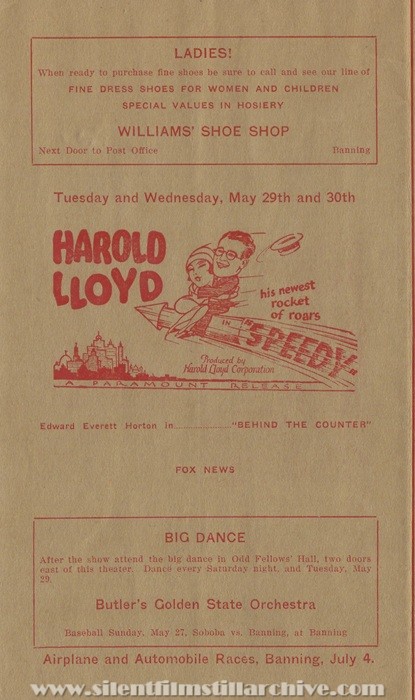 LADIES!
When ready to purchase fine shoes be sure to call and see our line of
FINE DRESS SHOES FOR WOMEN AND CHILDREN
SPECIAL VALUES IN HOSIERY
WILLIAMS' SHOE SHOP
Next Door to Post Office Banning
Tuesday and Wednesday, May 29th and 30th
HAROLD
LLOYD
his newest
rocket
of roars
IN "SPEEDY"
Produced by
Harold Lloyd Corporation
A PARAMOUNT RELEASE
Edward Everett Horton in "BEHIND THE COUNTER"
FOX NEWS
BIG DANCE
After the show attend the big dance in Odd Fellows' Hall, two doors
east of this theater. Dance every Saturday night, and Tuesday, May
29.
Butler's Golden State Orchestra
Baseball Sunday, May 27, Soboba vs. Banning, at Banning
Airplane and Automobile Races, Banning, July 4.
www.silentfilmstillarchive.com